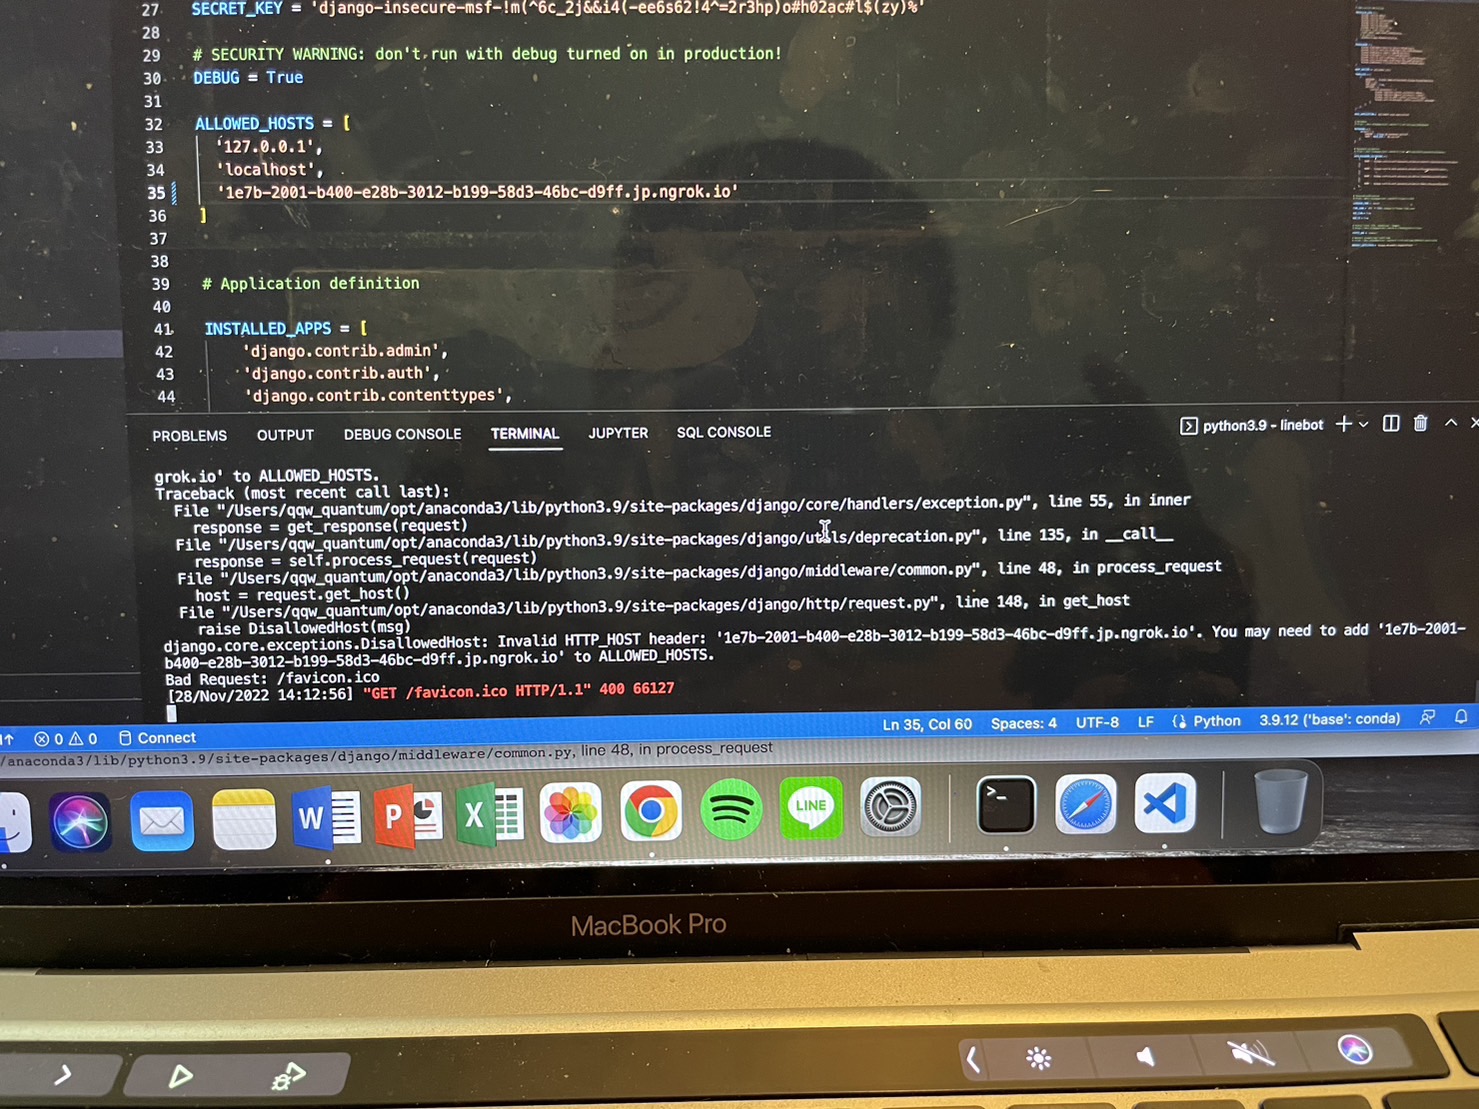 27 SECRET_KEY = 'django-insecure-msf-!m(^6c_2j&&i4(-ee6s62!4^=2r3hp)o#h02ac#l$(zy)%'
28
29 # SECURITY WARNING: don't run with debug turned on in production!
30 DEBUG = True
31
32 ALLOWED_HOSTS = [
33 '127.0.0.1',
34 'localhost',
35 '1e7b-2001-b400-e28b-3012-b199-58d3-46bc-d9ff.jp.ngrok.io'
36 ]
37
38
39 # Application definition
40
41 INSTALLED_APPS = [
42 'django.contrib.admin',
43 'django.contrib.auth',
44 'django.contrib.contenttypes',
PROBLEMS OUTPUT DEBUG CONSOLE TERMINAL JUPYTER SQL CONSOLE python3.9 - linebot
grok.io' to ALLOWED_HOSTS.
Traceback (most recent call last):
File "/Users/qqw_quantum/opt/anaconda3/lib/python3.9/site-packages/django/core/handlers/exception.py", line 55, in inner
response = get_response(request)
File "/Users/qqw_quantum/opt/anaconda3/lib/python3.9/site-packages/django/utils/deprecation.py", line 135, in __call__
response = self.process_request(request)
File "/Users/qqw_quantum/opt/anaconda3/lib/python3.9/site-packages/django/middleware/common.py", line 48, in process_request
host = request.get_host()
File "/Users/qqw_quantum/opt/anaconda3/lib/python3.9/site-packages/django/http/request.py", line 148, in get_host
raise DisallowedHost(msg)
django.core.exceptions.DisallowedHost: Invalid HTTP_HOST header: '1e7b-2001-b400-e28b-3012-b199-58d3-46bc-d9ff.jp.ngrok.io'. You may need to add '1e7b-2001-
b400-e28b-3012-b199-58d3-46bc-d9ff.jp.ngrok.io' to ALLOWED_HOSTS.
Bad Request: /favicon.ico
[28/Nov/2022 14:12:56] "GET /favicon.ico HTTP/1.1" 400 66127
0 0 Connect Ln 35, Col 60 Spaces: 4 UTF-8 LF Python 3.9.12 ('base': conda)
/anaconda3/lib/python3.9/site-packages/django/middleware/common.py, line 48, in process_request
W P X LINE
MacBook Pro